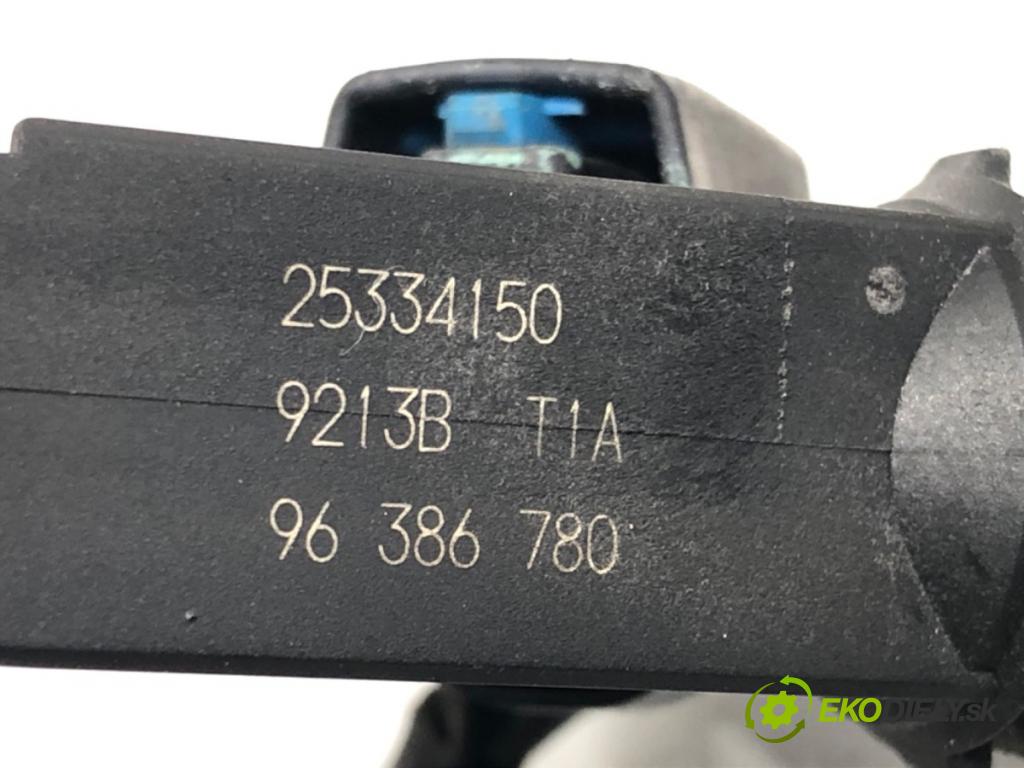 25334150
9213B T1A
96 386 780
EKODIELY.sk